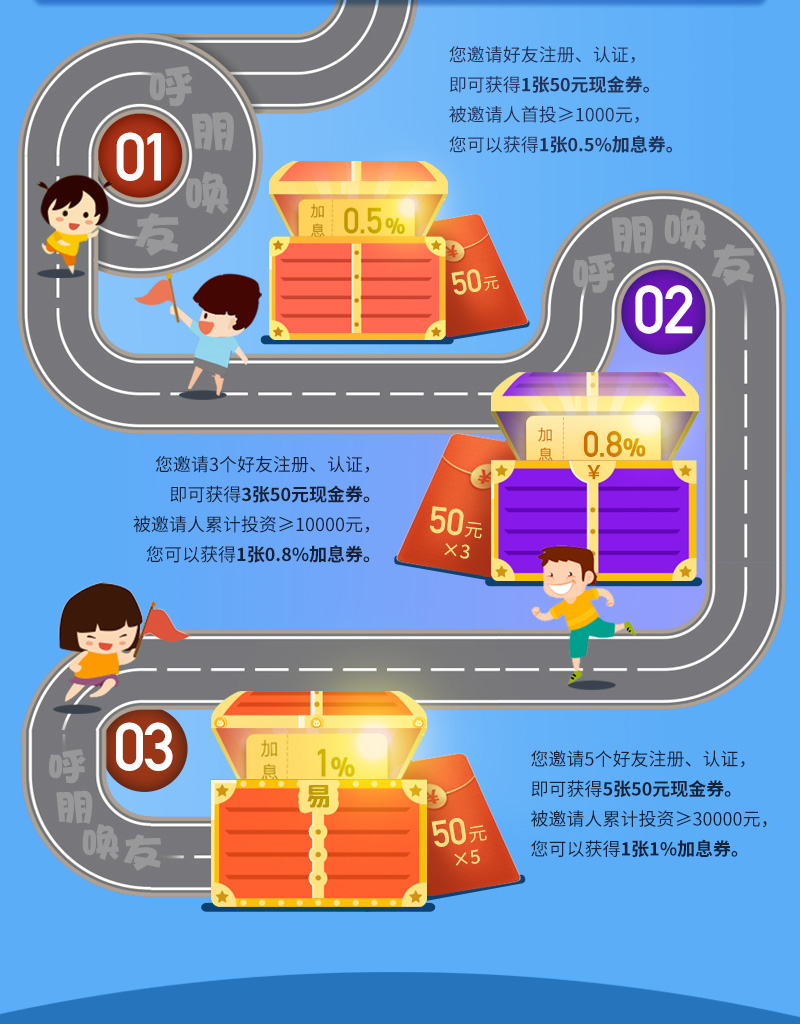 您邀请好友注册、认证，
即可获得1张50元现金券。
被邀请人首投≥1000元，
您可以获得1张0.5%加息券。
01
呼朋唤友
加息
0.5%
50元
呼朋唤友
02
加息
0.8%
¥
50元
×3
您邀请3个好友注册、认证，
即可获得3张50元现金券。
被邀请人累计投资≥10000元，
您可以获得1张0.8%加息券。
03
呼朋唤友
加息
1%
易
50元
×5
您邀请5个好友注册、认证，
即可获得5张50元现金券。
被邀请人累计投资≥30000元，
您可以获得1张1%加息券。